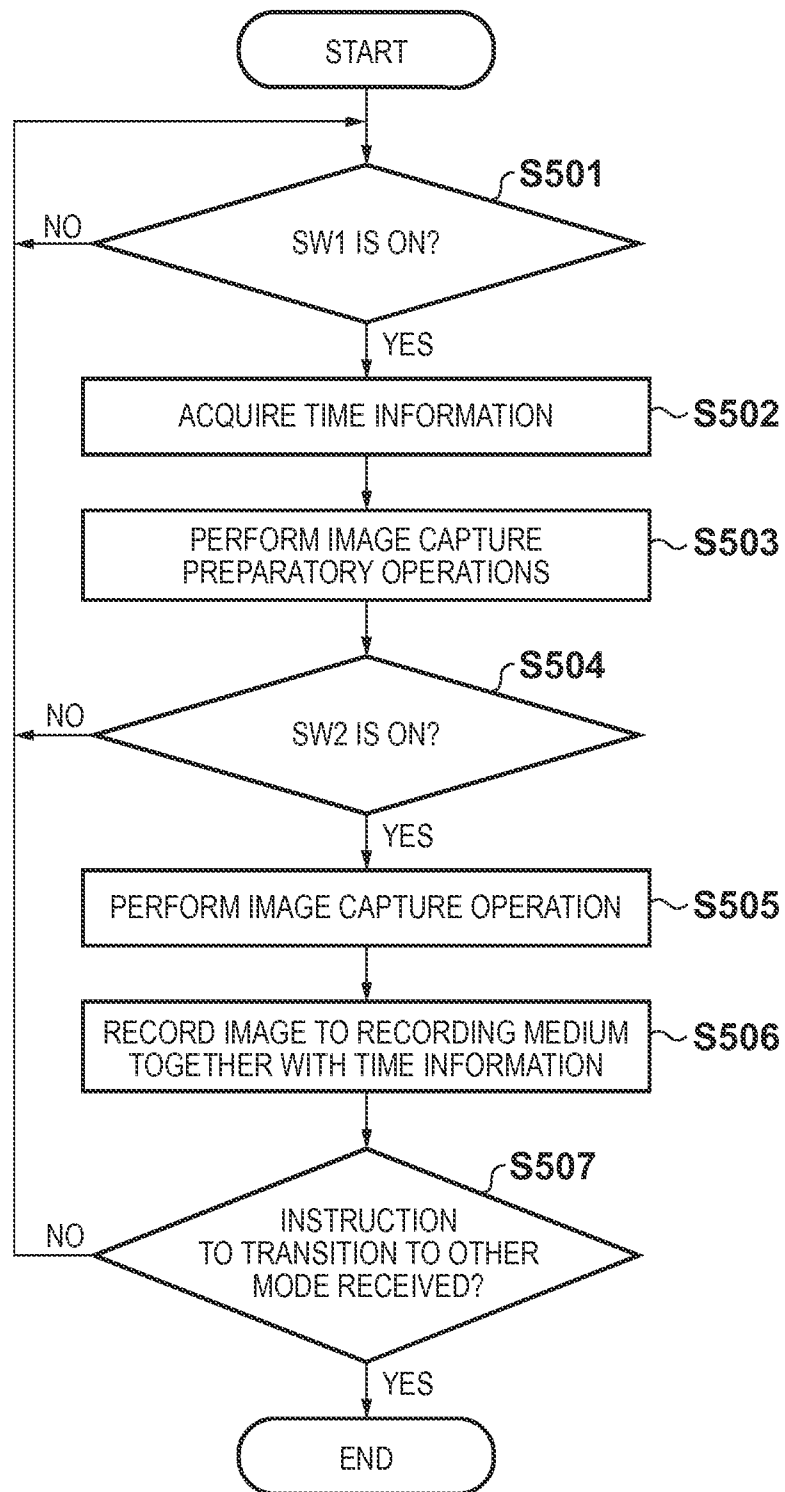 START
S501
SW1 IS ON?
NO
YES
ACQUIRE TIME INFORMATION
S502
PERFORM IMAGE CAPTURE
PREPARATORY OPERATIONS
S503
S504
SW2 IS ON?
NO
YES
PERFORM IMAGE CAPTURE OPERATION
S505
RECORD IMAGE TO RECORDING MEDIUM
TOGETHER WITH TIME INFORMATION
S506
S507
INSTRUCTION
TO TRANSITION TO OTHER
MODE RECEIVED?
NO
YES
END